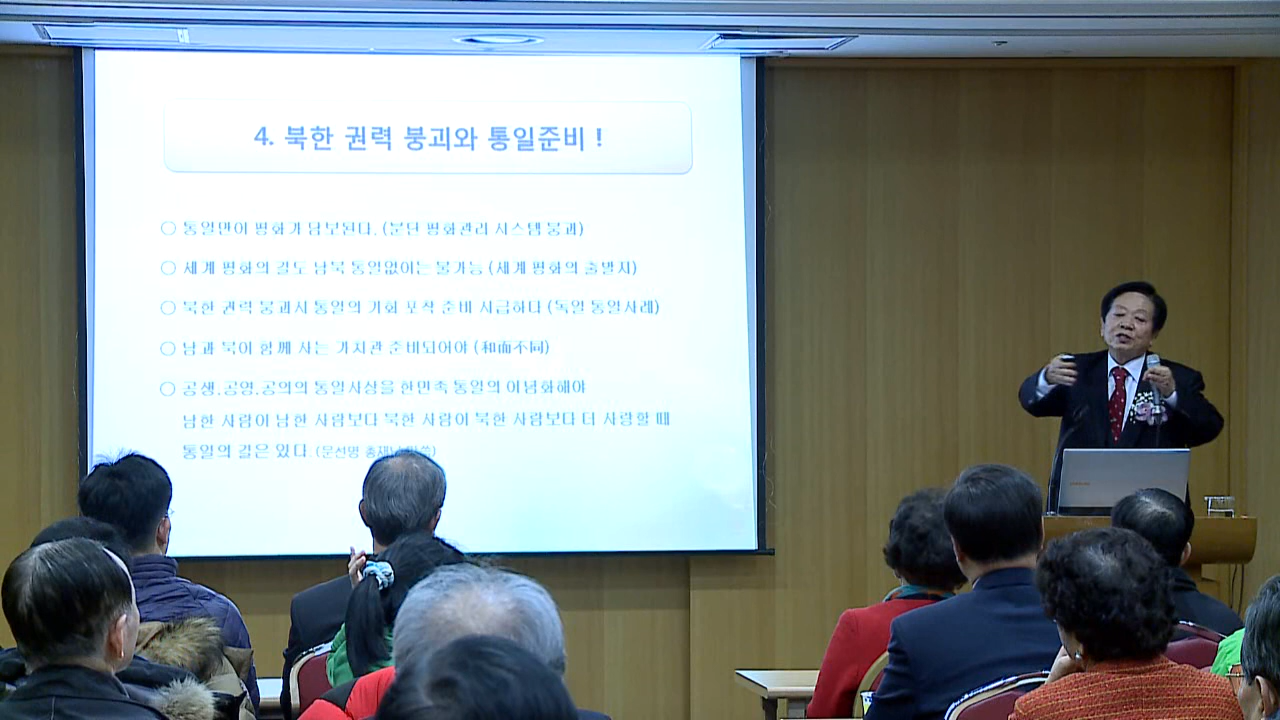 4. 북한 권력 붕괴와 통일준비 !
○ 통일만이 평화가 담보된다. (분단 평화관리 시스템 붕괴)
○ 세계 평화의 길도 남북 통일없이는 불가능 (세계 평화의 출발지)
○ 북한 권력 붕괴시 통일의 기회 포착 준비 시급하다 (독일 통일사례)
○ 남과 북이 함께 사는 가치관 준비되어야 (和而不同)
○ 공생.공영.공의의 통일사상을 한민족 통일의 이념화해야
남한 사람이 남한 사람보다 북한 사람이 북한 사람보다 더 사랑할 때
통일의 길은 있다. (문선명 총재